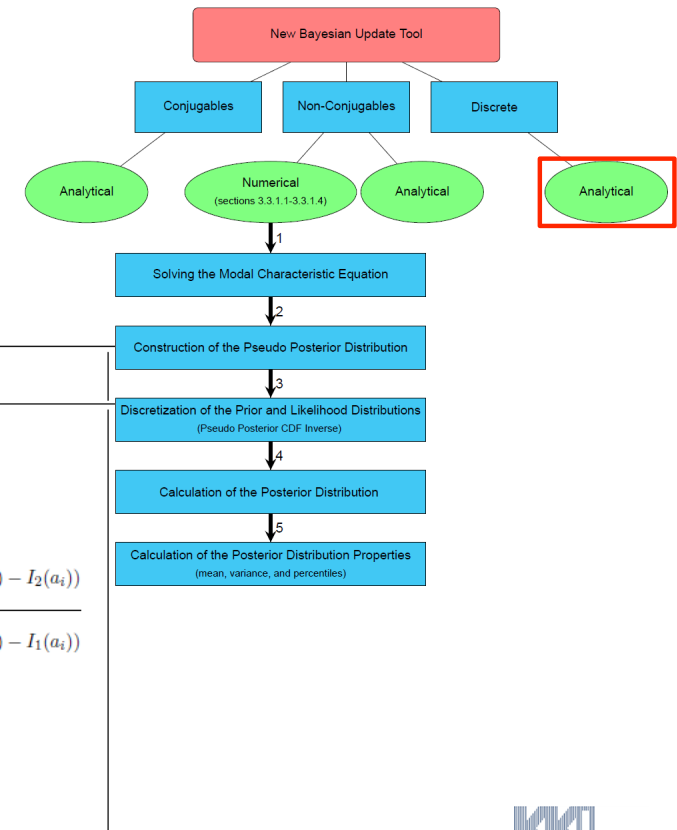 New Bayesian Update Tool
Conjugables
Non-Conjugables
Discrete
Analytical
Numerical
(sections 3.3.1.1-3.3.1.4)
Analytical
Analytical
1
Solving the Modal Characteristic Equation
2
Construction of the Pseudo Posterior Distribution
3
Discretization of the Prior and Likelihood Distributions
(Pseudo Posterior CDF Inverse)
4
Calculation of the Posterior Distribution
5
Calculation of the Posterior Distribution Properties
(mean, variance, and percentiles)
) − I₂(aᵢ))
) − I₁(aᵢ))